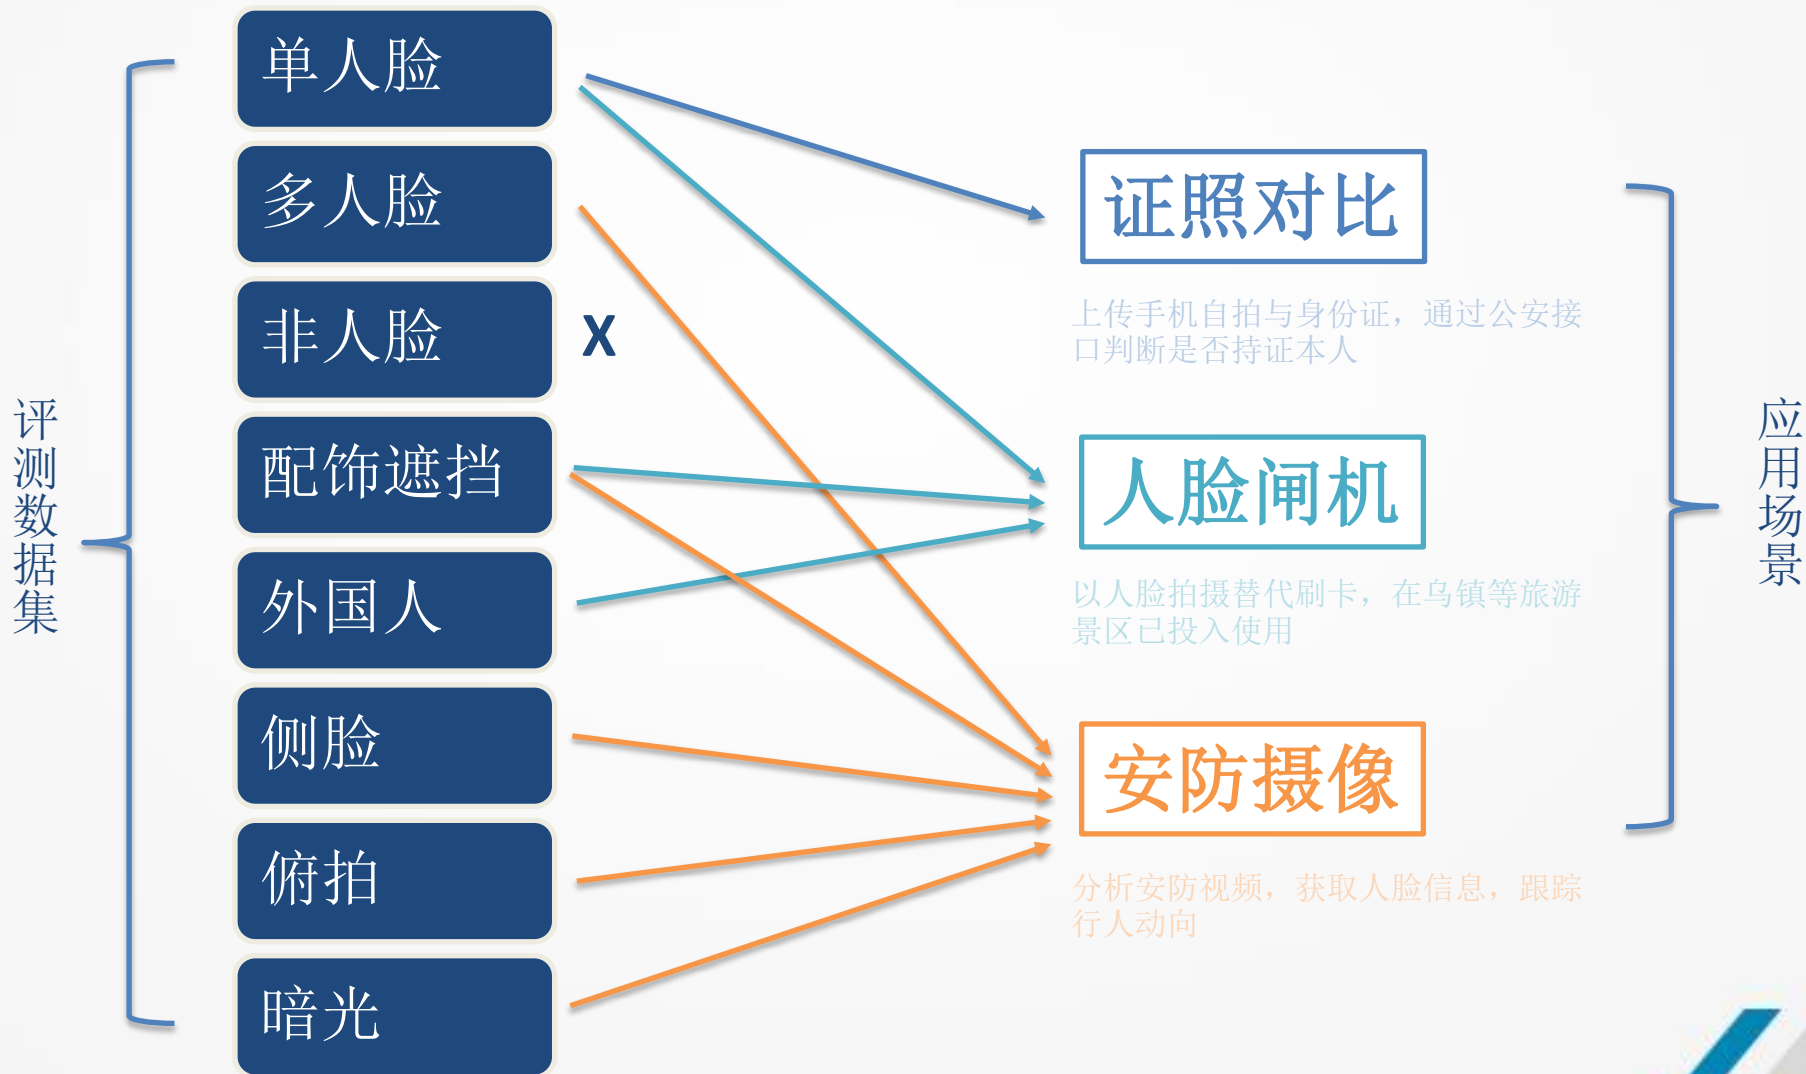 评测数据集
单人脸
多人脸
非人脸
X
配饰遮挡
外国人
侧脸
俯拍
暗光
证照对比
上传手机自拍与身份证，通过公安接
口判断是否持证本人
人脸闸机
以人脸拍摄替代刷卡，在乌镇等旅游
景区已投入使用
安防摄像
分析安防视频，获取人脸信息，跟踪
行人动向
应用场景